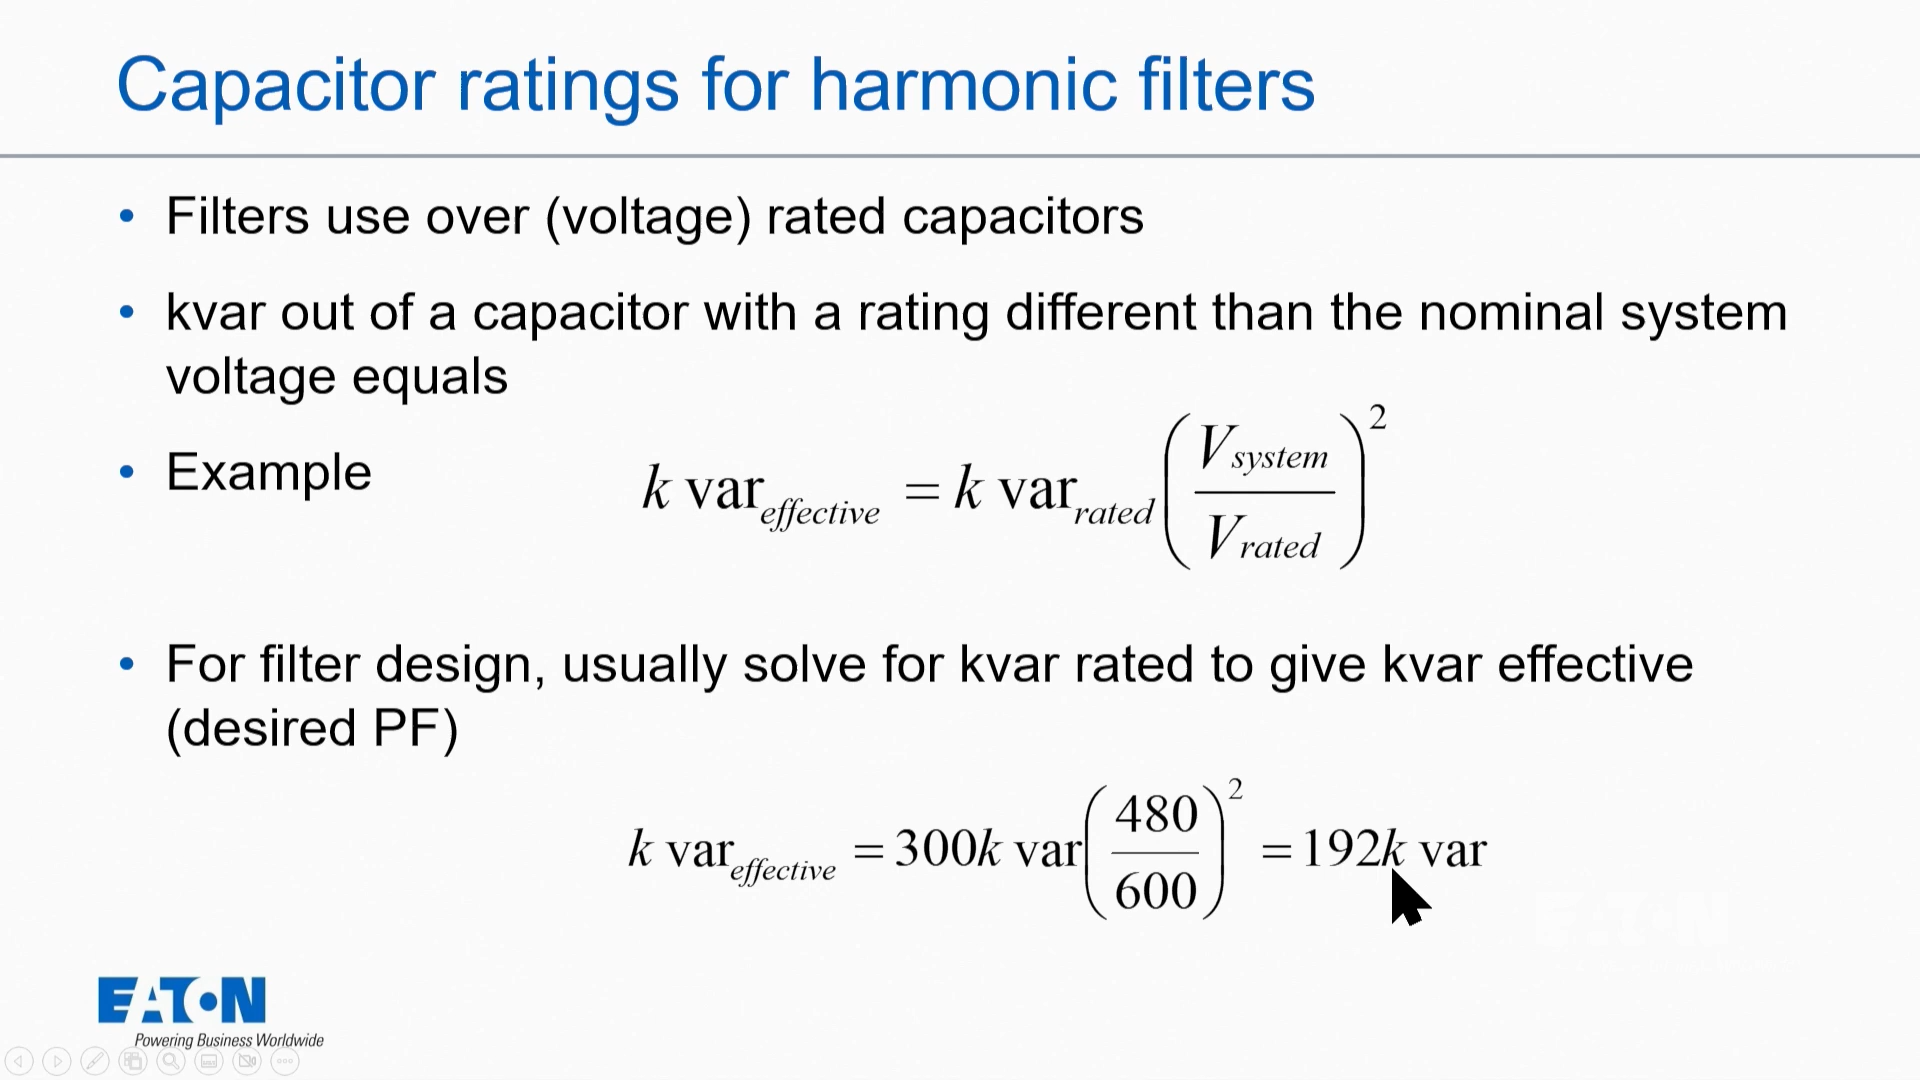 Capacitor ratings for harmonic filters
• Filters use over (voltage) rated capacitors
• kvar out of a capacitor with a rating different than the nominal system
voltage equals
• Example
k var_effective = k var_rated (V_system / V_rated)^2
• For filter design, usually solve for kvar rated to give kvar effective
(desired PF)
k var_effective = 300k var (480 / 600)^2 = 192k var
EATON
Powering Business Worldwide